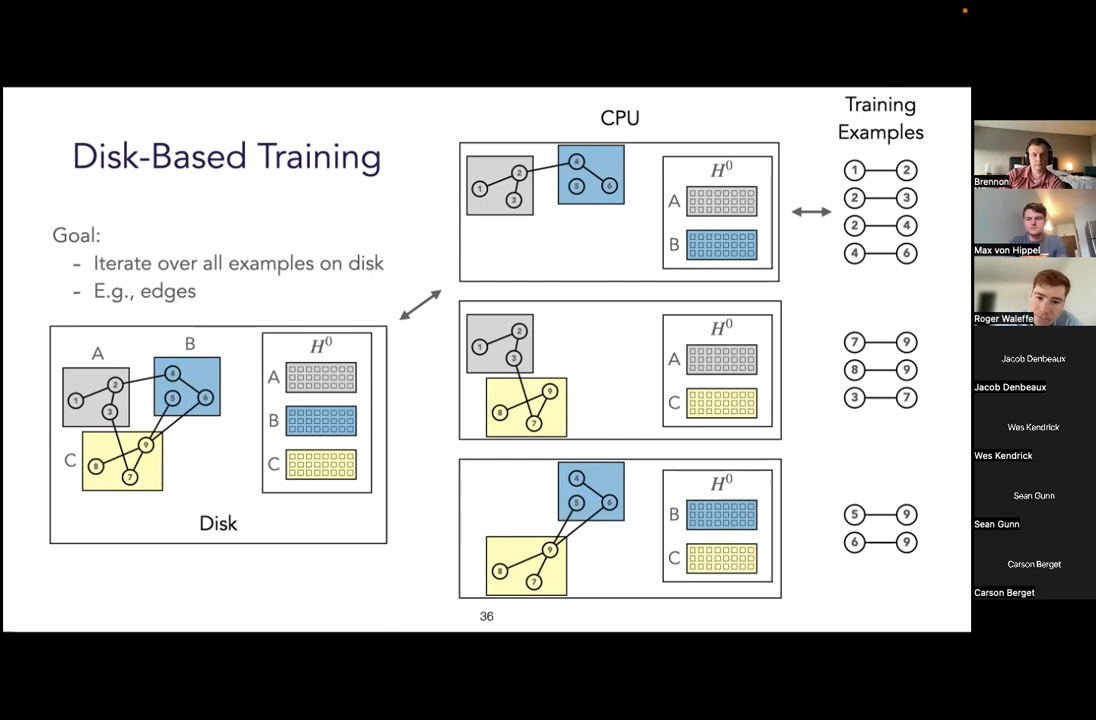 Disk-Based Training
Goal:
- Iterate over all examples on disk
- E.g., edges
A
B
C
1
2
3
4
5
6
9
8
7
H⁰
A
B
C
Disk
CPU
1
2
3
4
5
6
H⁰
A
B
1
2
3
9
8
7
H⁰
A
C
4
5
6
9
8
7
H⁰
B
C
Training
Examples
1 2
2 3
2 4
4 6
7 9
8 9
3 7
5 9
6 9
36
Brennon
Max von Hippel
Roger Waleffe
Jacob Denbeaux
Jacob Denbeaux
Wes Kendrick
Wes Kendrick
Sean Gunn
Sean Gunn
Carson Berget
Carson Berget